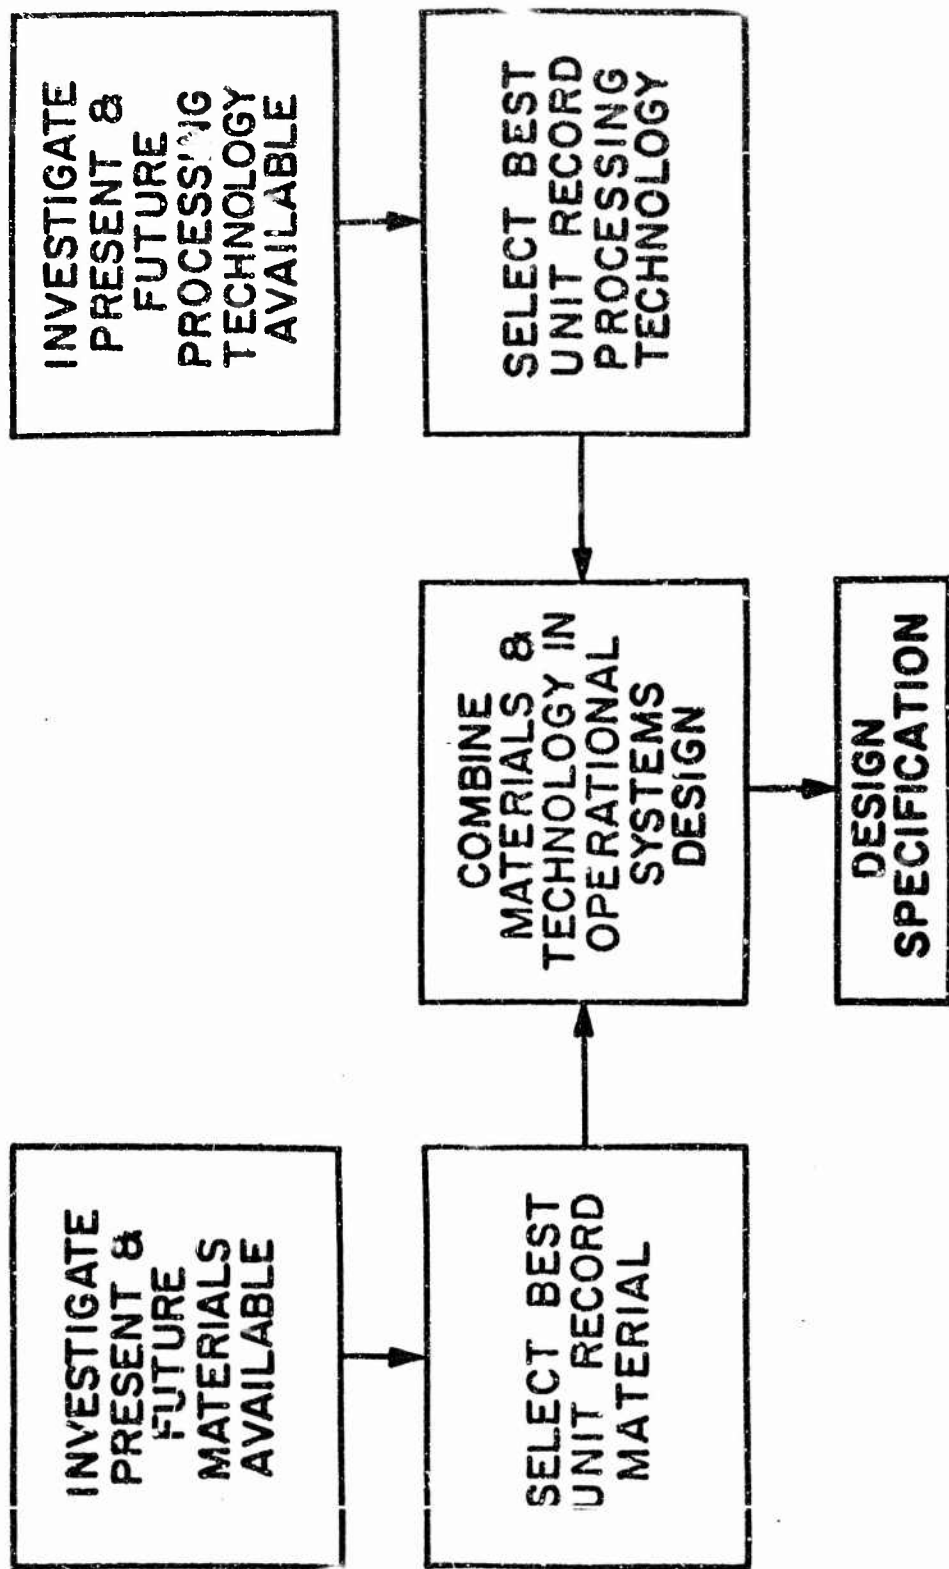 INVESTIGATE
PRESENT &
FUTURE
MATERIALS
AVAILABLE
INVESTIGATE
PRESENT &
FUTURE
PROCESSING
TECHNOLOGY
AVAILABLE
SELECT BEST
UNIT RECORD
MATERIAL
COMBINE
MATERIALS &
TECHNOLOGY IN
OPERATIONAL
SYSTEMS
DESIGN
SELECT BEST
UNIT RECORD
PROCESSING
TECHNOLOGY
DESIGN
SPECIFICATION